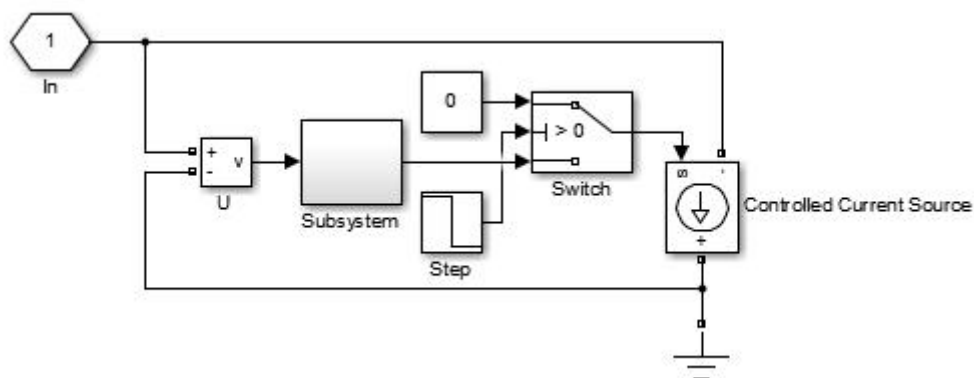 1
In
+
-
v
U
Subsystem
0
Step
> 0
Switch
s
-
+
Controlled Current Source